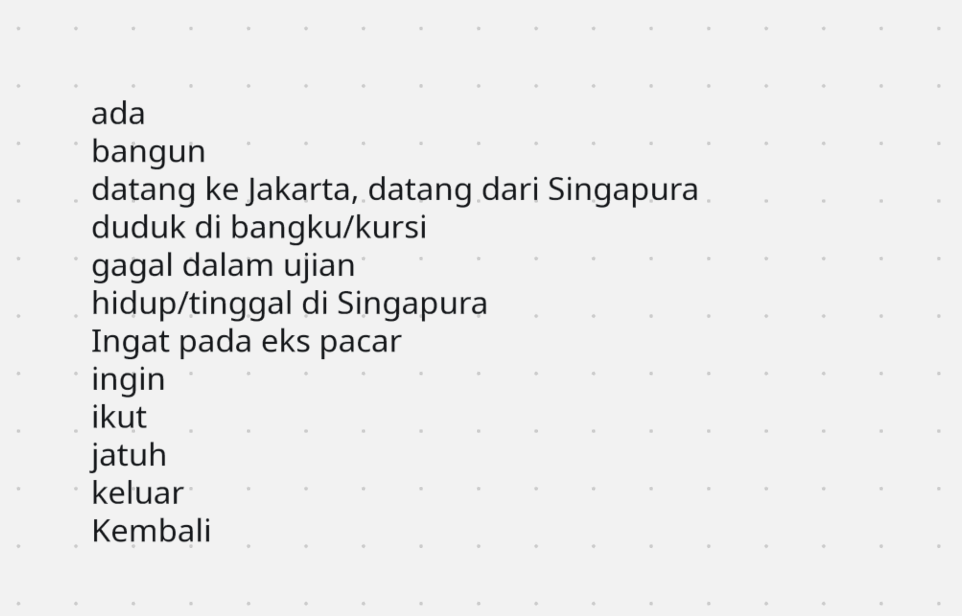 ada
bangun
datang ke Jakarta, datang dari Singapura
duduk di bangku/kursi
gagal dalam ujian
hidup/tinggal di Singapura
Ingat pada eks pacar
ingin
ikut
jatuh
keluar
Kembali